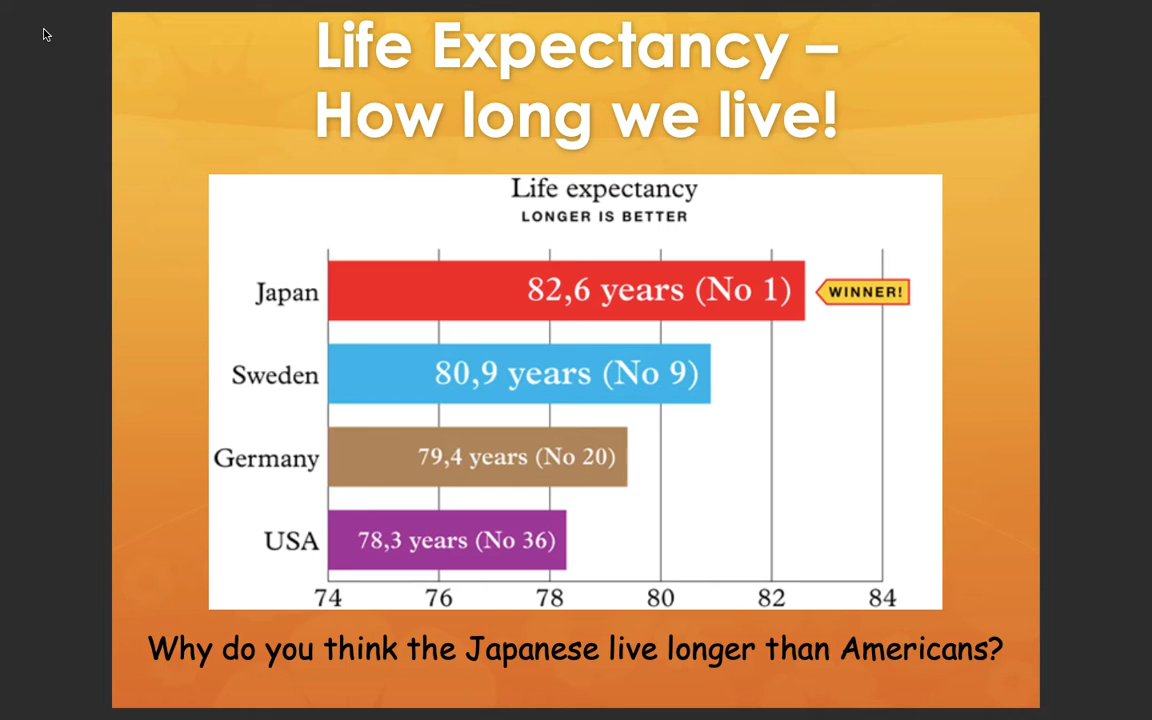 Life Expectancy –
How long we live!
Life expectancy
LONGER IS BETTER
Japan
82,6 years (No 1)
WINNER!
Sweden
80,9 years (No 9)
Germany
79,4 years (No 20)
USA
78,3 years (No 36)
74 76 78 80 82 84
Why do you think the Japanese live longer than Americans?